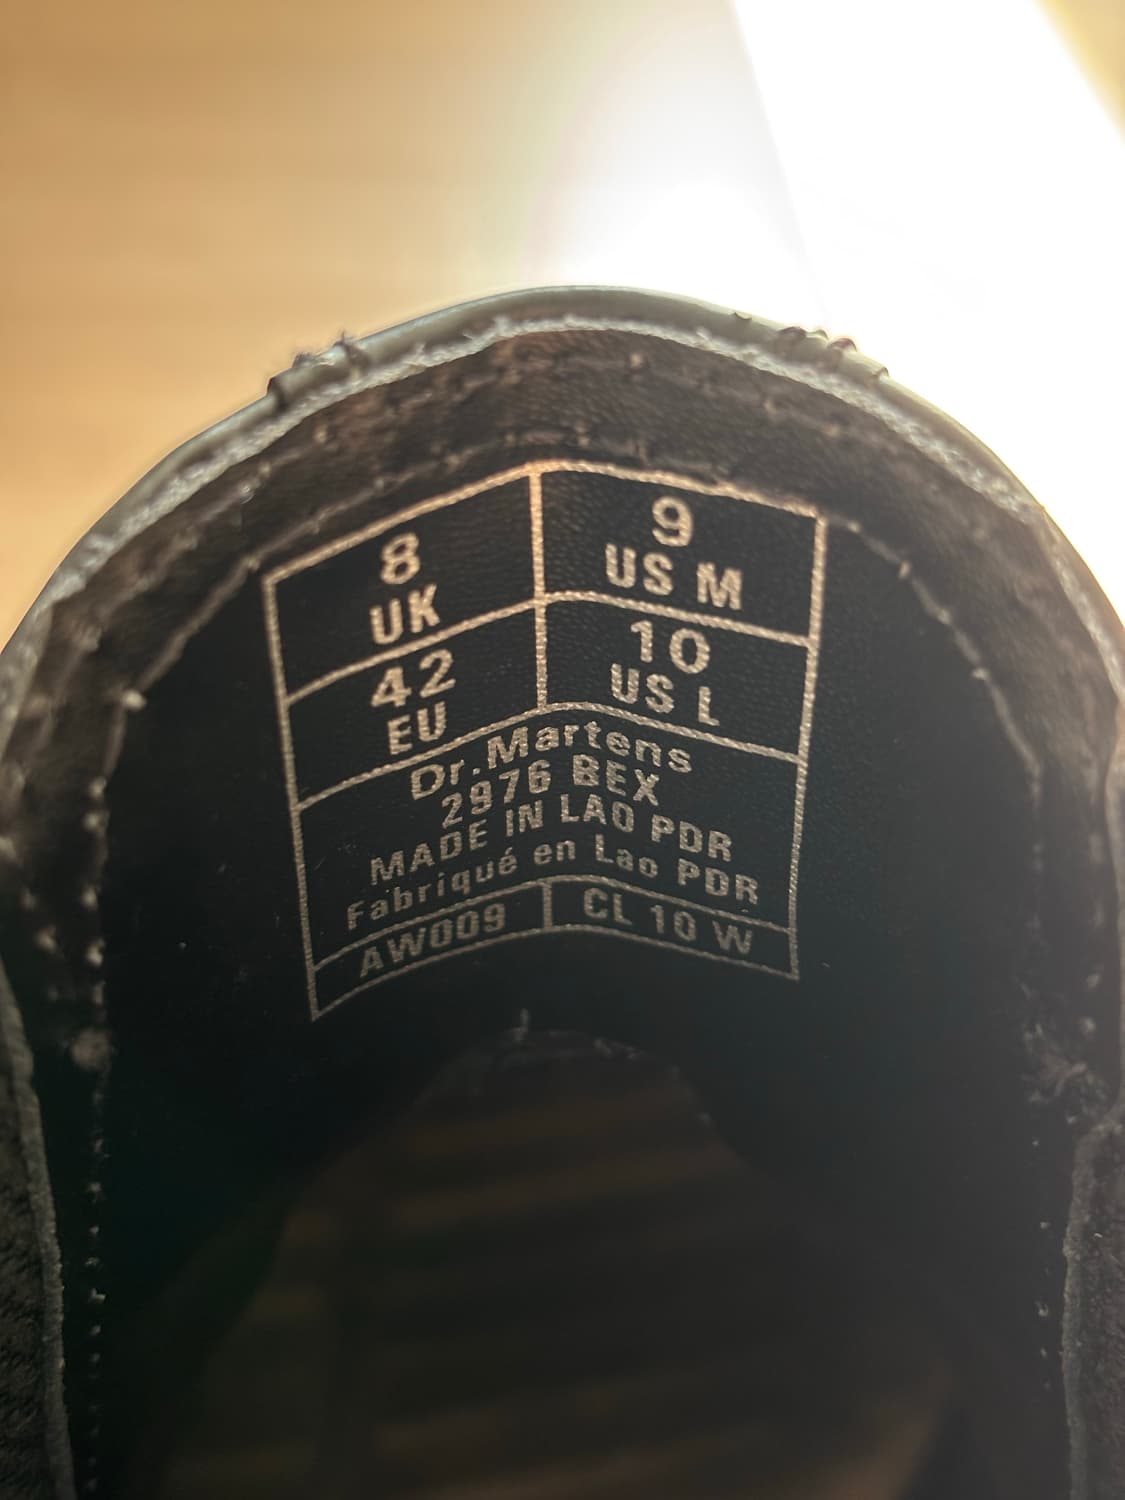 8
UK
9
US M
42
EU
10
US L
Dr.Martens
2976 BEX
MADE IN LAO PDR
Fabriqué en Lao PDR
AW009
CL 10 W